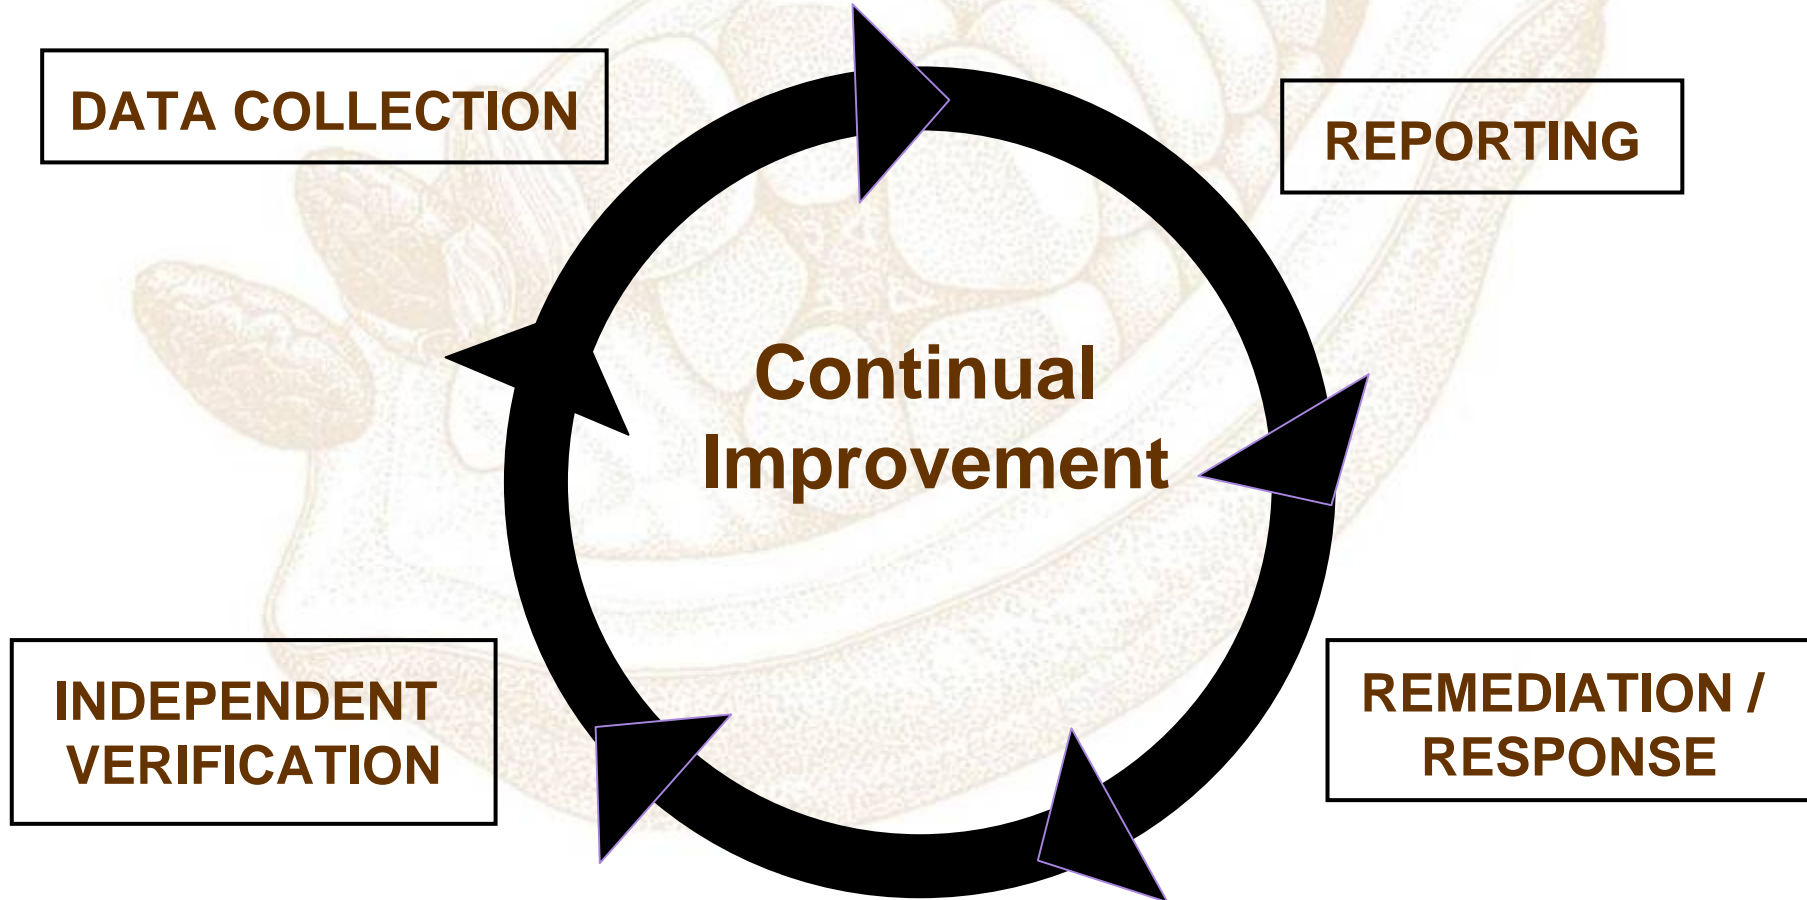 DATA COLLECTION
REPORTING
Continual
Improvement
INDEPENDENT
VERIFICATION
REMEDIATION /
RESPONSE